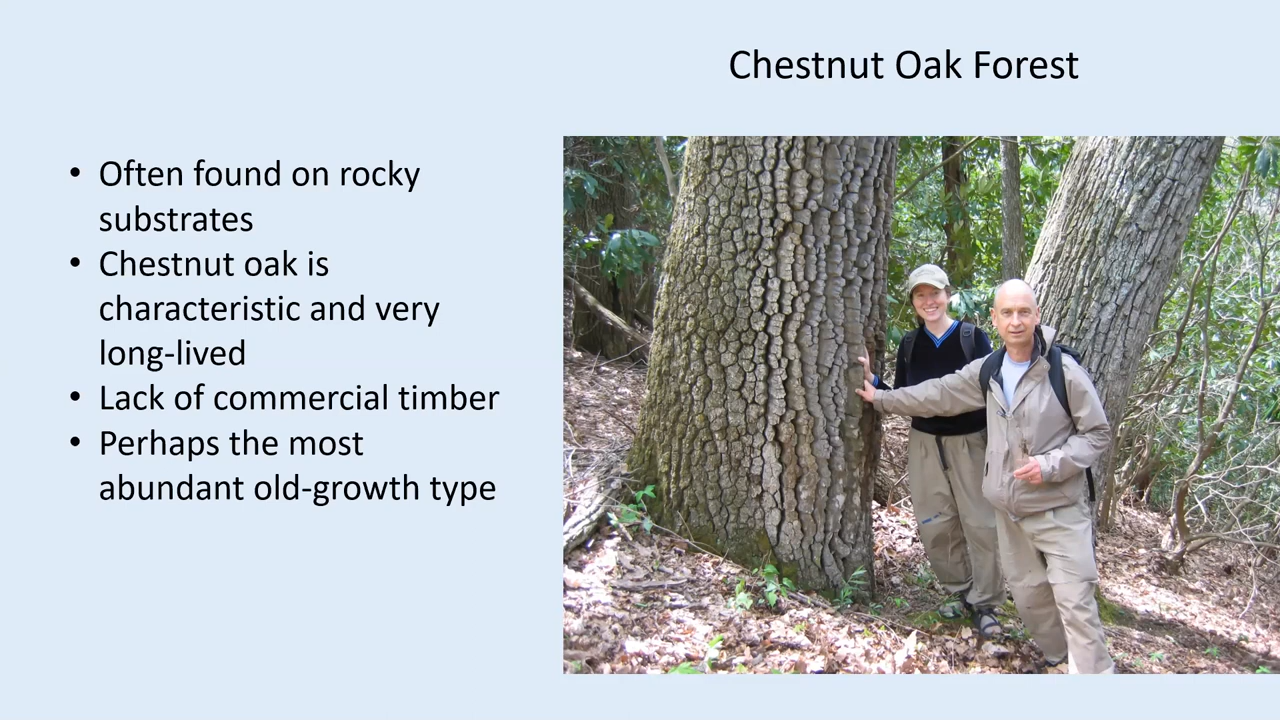 Chestnut Oak Forest
• Often found on rocky
substrates
• Chestnut oak is
characteristic and very
long-lived
• Lack of commercial timber
• Perhaps the most
abundant old-growth type